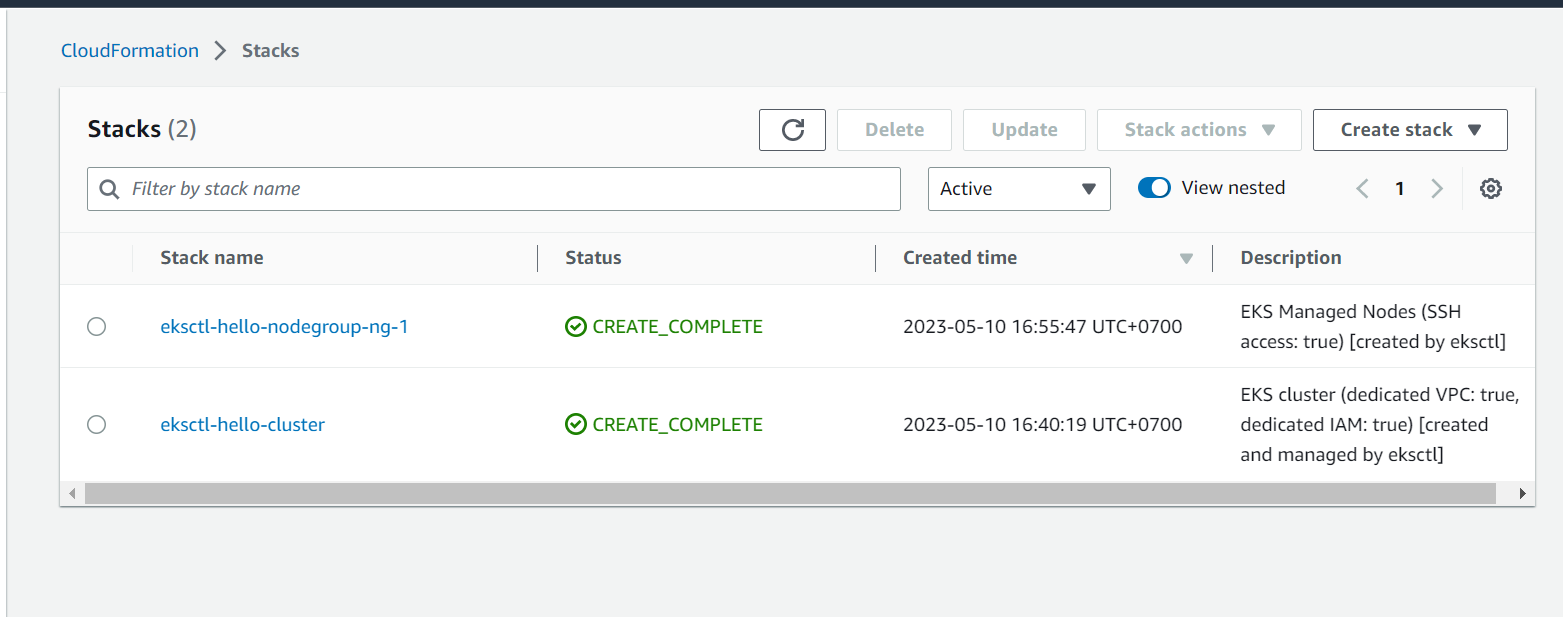 CloudFormation > Stacks
Stacks (2)
Delete
Update
Stack actions
Create stack
Filter by stack name
Active
View nested
1
Stack name
Status
Created time
Description
eksctl-hello-nodegroup-ng-1
CREATE_COMPLETE
2023-05-10 16:55:47 UTC+0700
EKS Managed Nodes (SSH
access: true) [created by eksctl]
eksctl-hello-cluster
CREATE_COMPLETE
2023-05-10 16:40:19 UTC+0700
EKS cluster (dedicated VPC: true,
dedicated IAM: true) [created
and managed by eksctl]